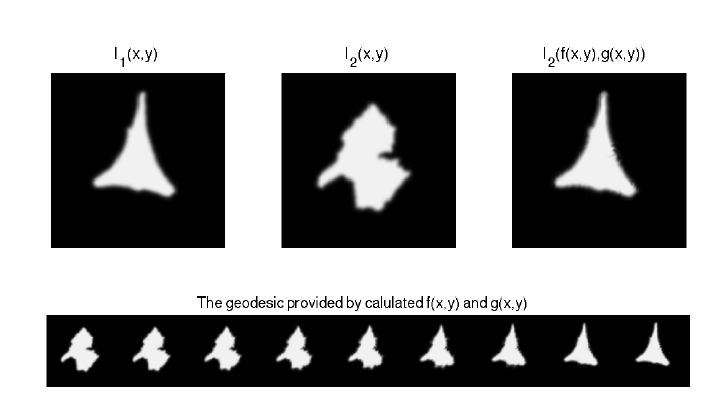 I1(x,y) I2(x,y) I2(f(x,y),g(x,y))
The geodesic provided by calulated f(x,y) and g(x,y)